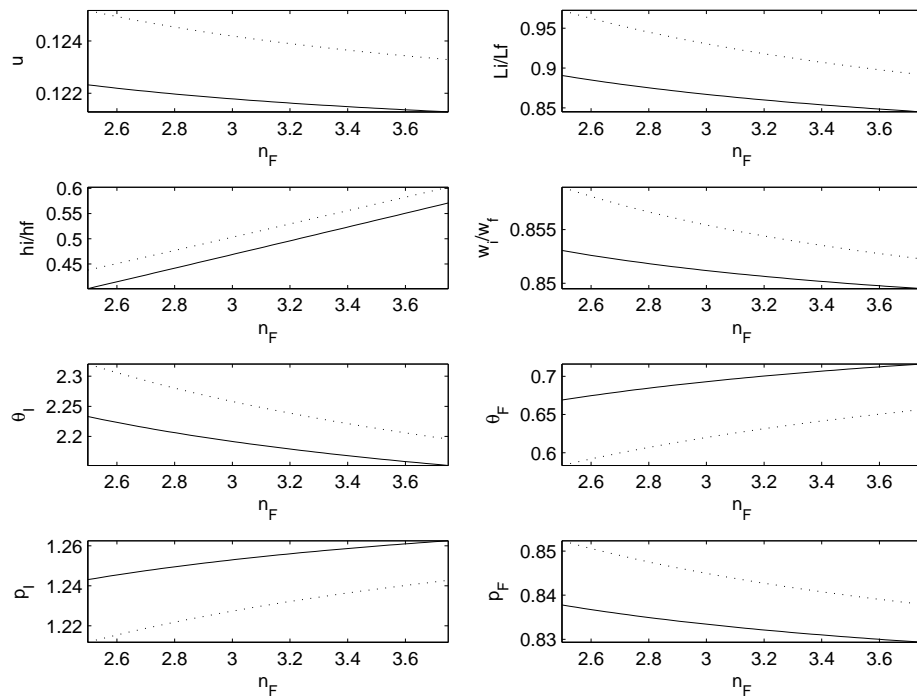 0.124
0.122
u
2.6 2.8 3 3.2 3.4 3.6
n_F
0.95
0.9
0.85
Li/Lf
2.6 2.8 3 3.2 3.4 3.6
n_F
0.6
0.55
0.5
0.45
hi/hf
2.6 2.8 3 3.2 3.4 3.6
n_F
0.855
0.85
w_i/w_f
2.6 2.8 3 3.2 3.4 3.6
n_F
2.3
2.25
2.2
θ_I
2.6 2.8 3 3.2 3.4 3.6
n_F
0.7
0.65
0.6
θ_F
2.6 2.8 3 3.2 3.4 3.6
n_F
1.26
1.24
1.22
p_I
2.6 2.8 3 3.2 3.4 3.6
n_F
0.85
0.84
0.83
p_F
2.6 2.8 3 3.2 3.4 3.6
n_F